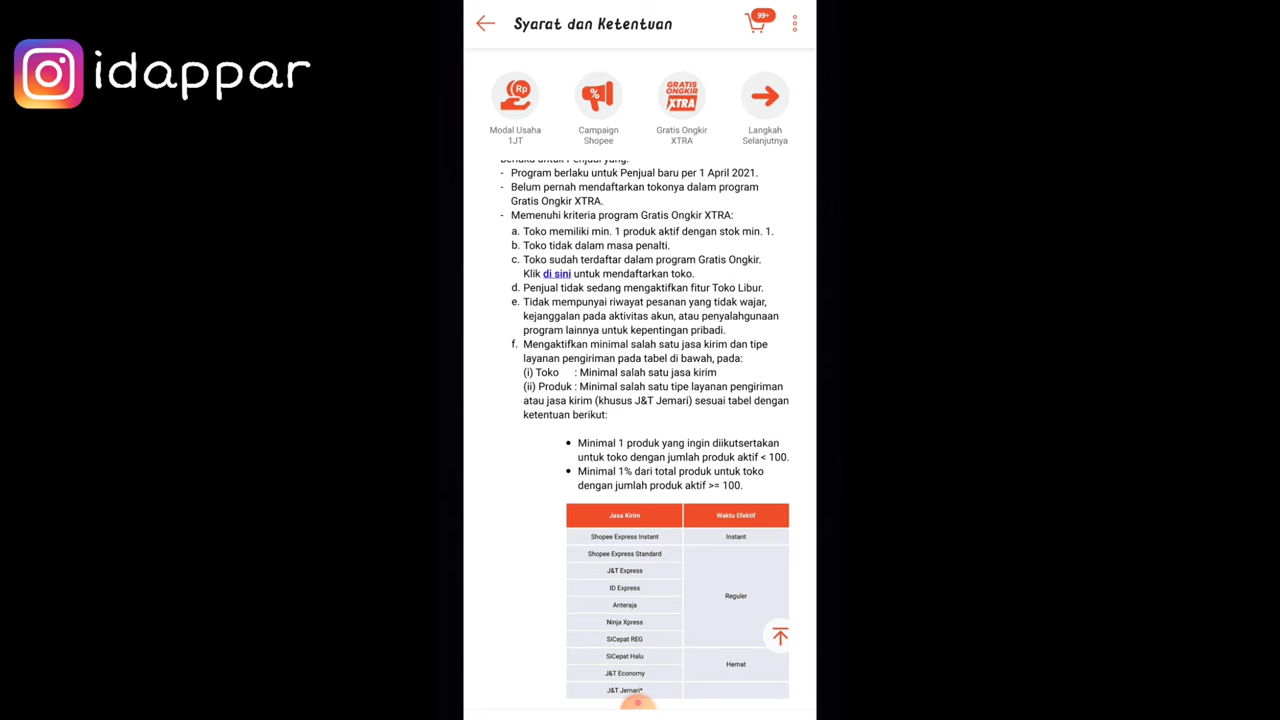 idappar
Syarat dan Ketentuan
99+
Rp
%
GRATIS
ONGKIR
XTRA
Modal Usaha
1JT
Campaign
Shopee
Gratis Ongkir
XTRA
Langkah
Selanjutnya
berlaku untuk Penjual yang:
- Program berlaku untuk Penjual baru per 1 April 2021.
- Belum pernah mendaftarkan tokonya dalam program
Gratis Ongkir XTRA.
- Memenuhi kriteria program Gratis Ongkir XTRA:
a. Toko memiliki min. 1 produk aktif dengan stok min. 1.
b. Toko tidak dalam masa penalti.
c. Toko sudah terdaftar dalam program Gratis Ongkir.
Klik di sini untuk mendaftarkan toko.
d. Penjual tidak sedang mengaktifkan fitur Toko Libur.
e. Tidak mempunyai riwayat pesanan yang tidak wajar,
kejanggalan pada aktivitas akun, atau penyalahgunaan
program lainnya untuk kepentingan pribadi.
f. Mengaktifkan minimal salah satu jasa kirim dan tipe
layanan pengiriman pada tabel di bawah, pada:
(i) Toko : Minimal salah satu jasa kirim
(ii) Produk : Minimal salah satu tipe layanan pengiriman
atau jasa kirim (khusus J&T Jemari) sesuai tabel dengan
ketentuan berikut:
• Minimal 1 produk yang ingin diikutsertakan
untuk toko dengan jumlah produk aktif < 100.
• Minimal 1% dari total produk untuk toko
dengan jumlah produk aktif >= 100.
Jasa Kirim Waktu Efektif
Shopee Express Instant Instant
Shopee Express Standard
J&T Express
ID Express
Reguler
Anteraja
Ninja Xpress
SiCepat REG
SiCepat Halu
Hemat
J&T Economy
J&T Jemari*